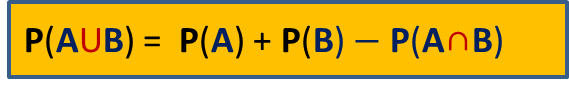 P(A∪B) = P(A) + P(B) − P(A∩B)